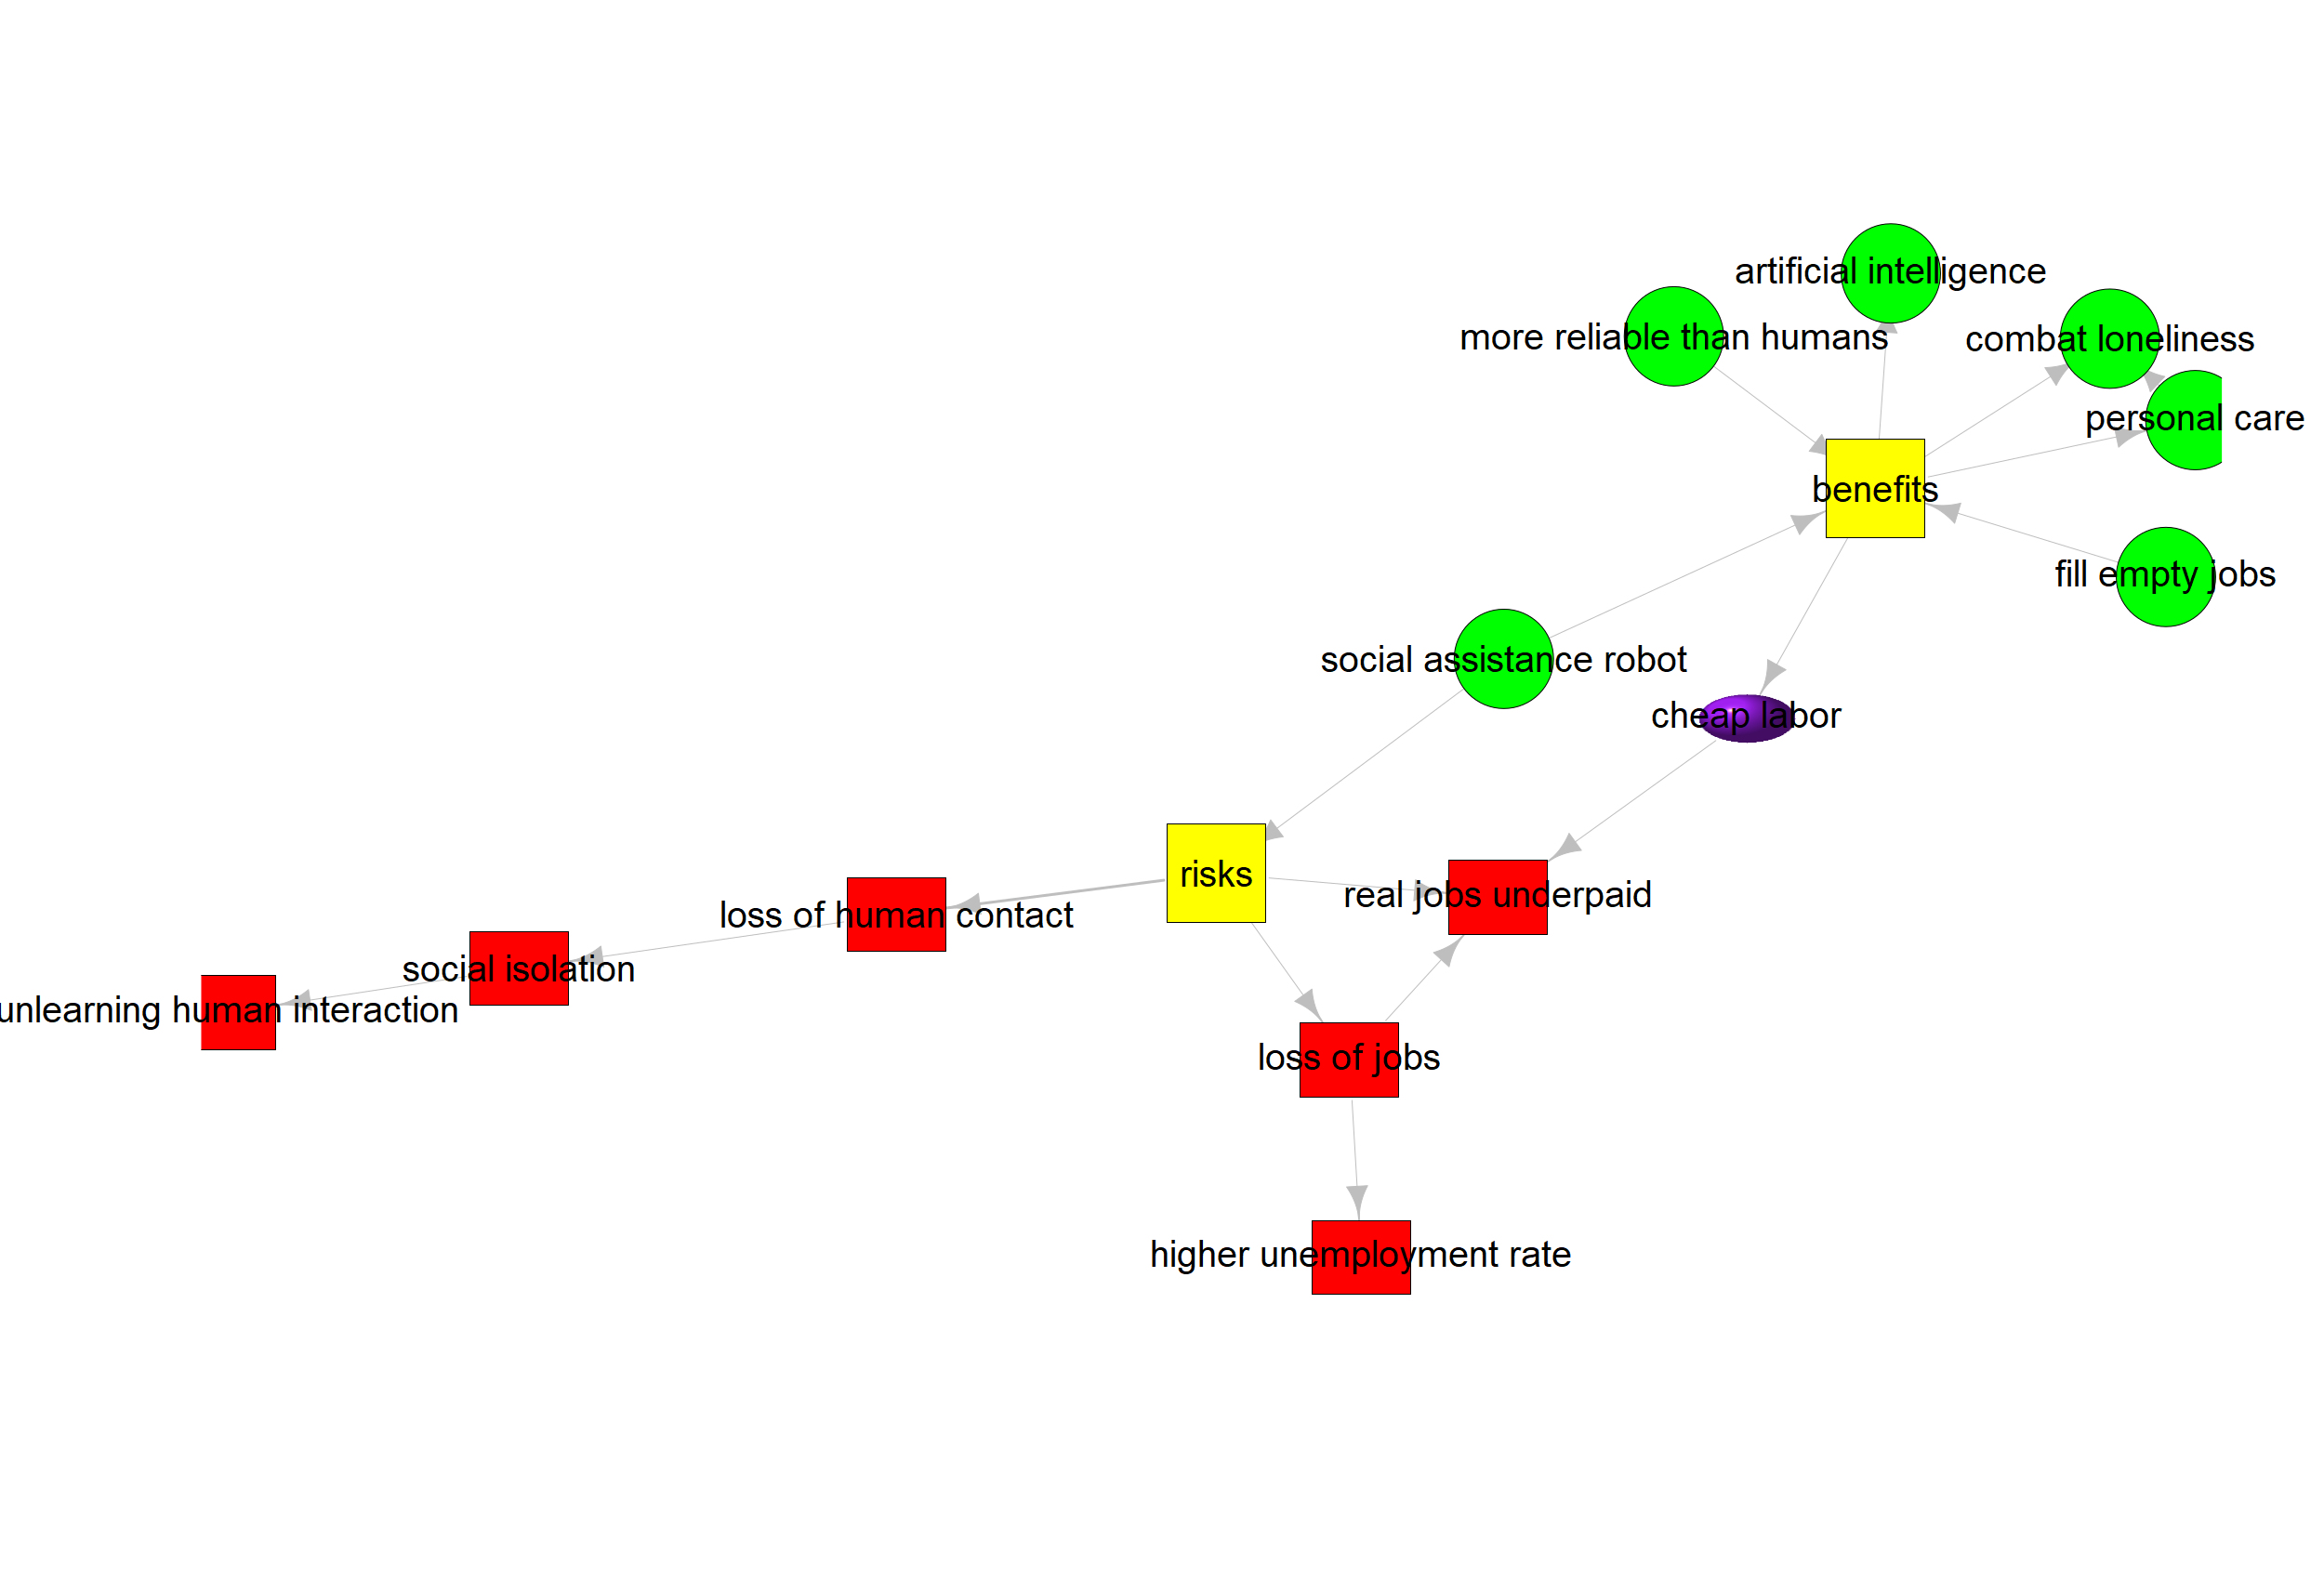 artificial intelligence
more reliable than humans
combat loneliness
personal care
benefits
fill empty jobs
social assistance robot
cheap labor
risks
real jobs underpaid
loss of human contact
social isolation
unlearning human interaction
loss of jobs
higher unemployment rate